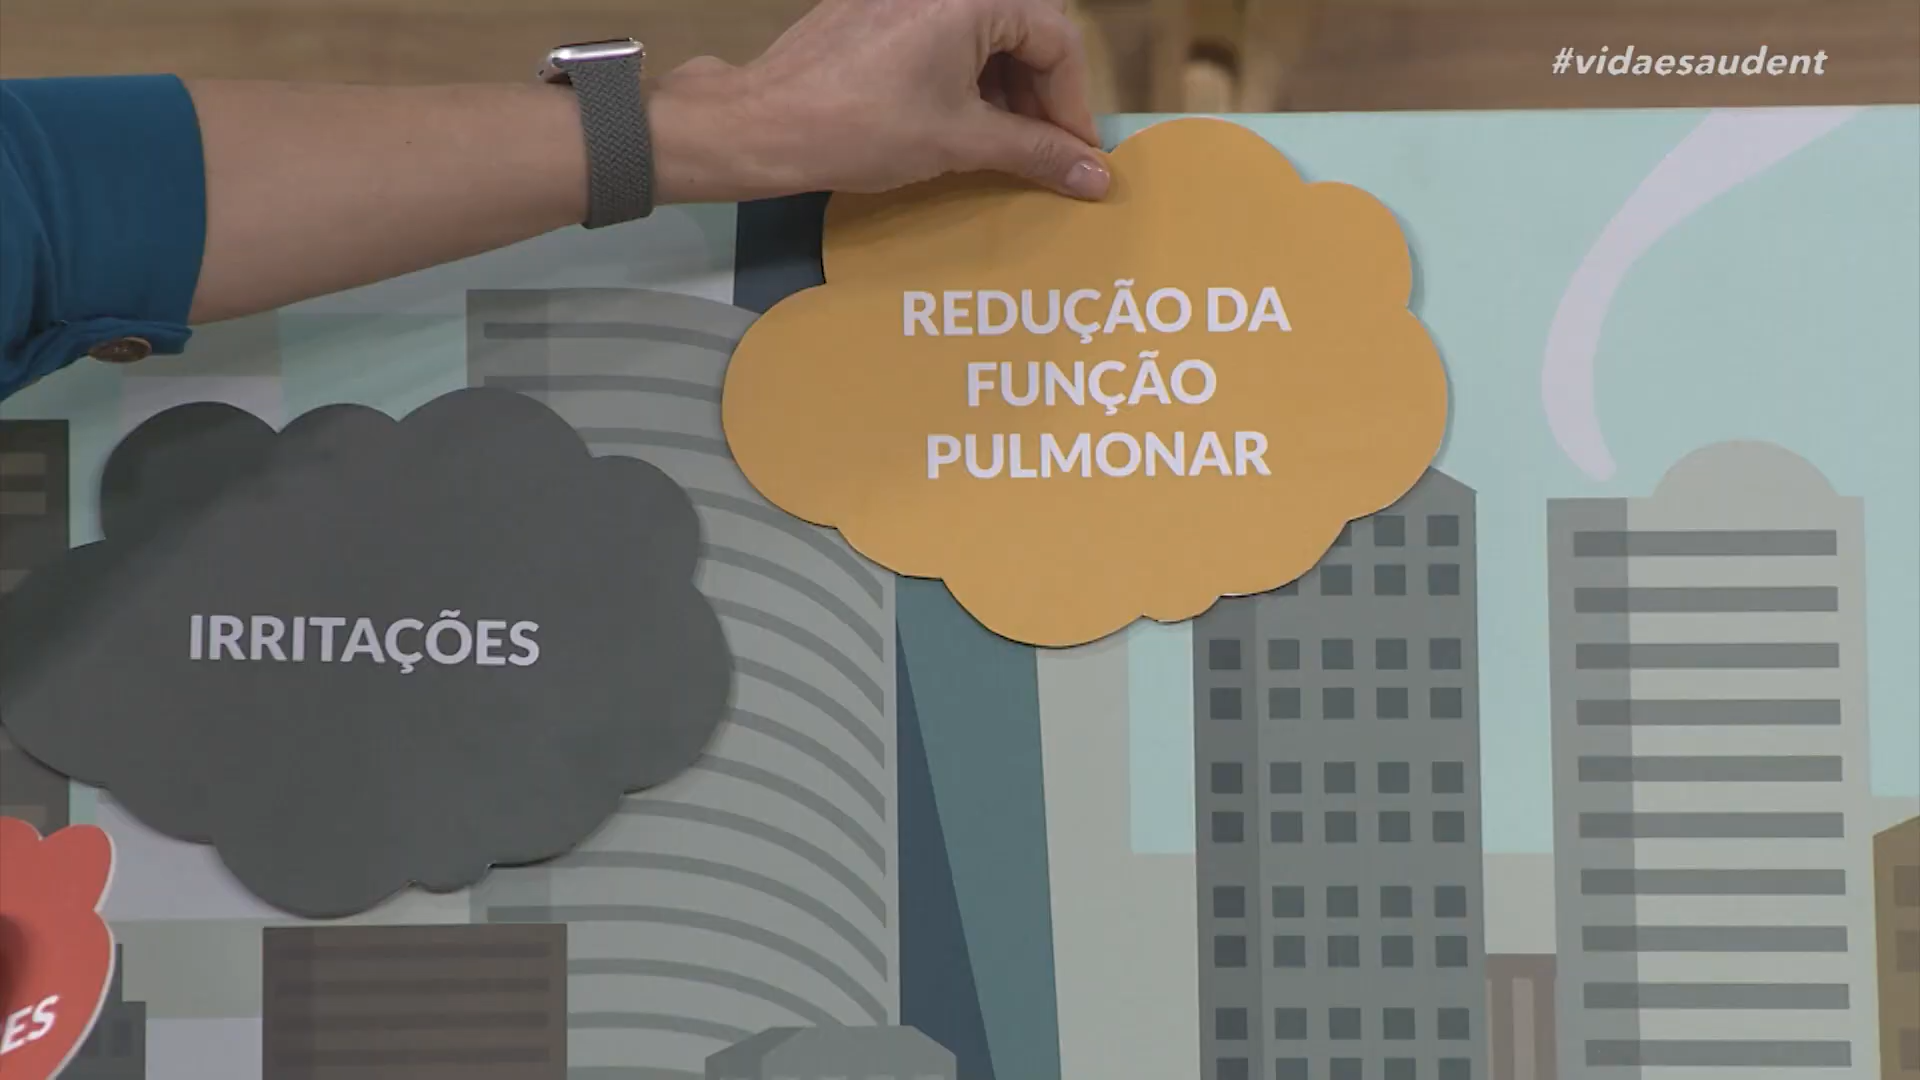 #vidaesaudent
REDUÇÃO DA
FUNÇÃO
PULMONAR
IRRITAÇÕES